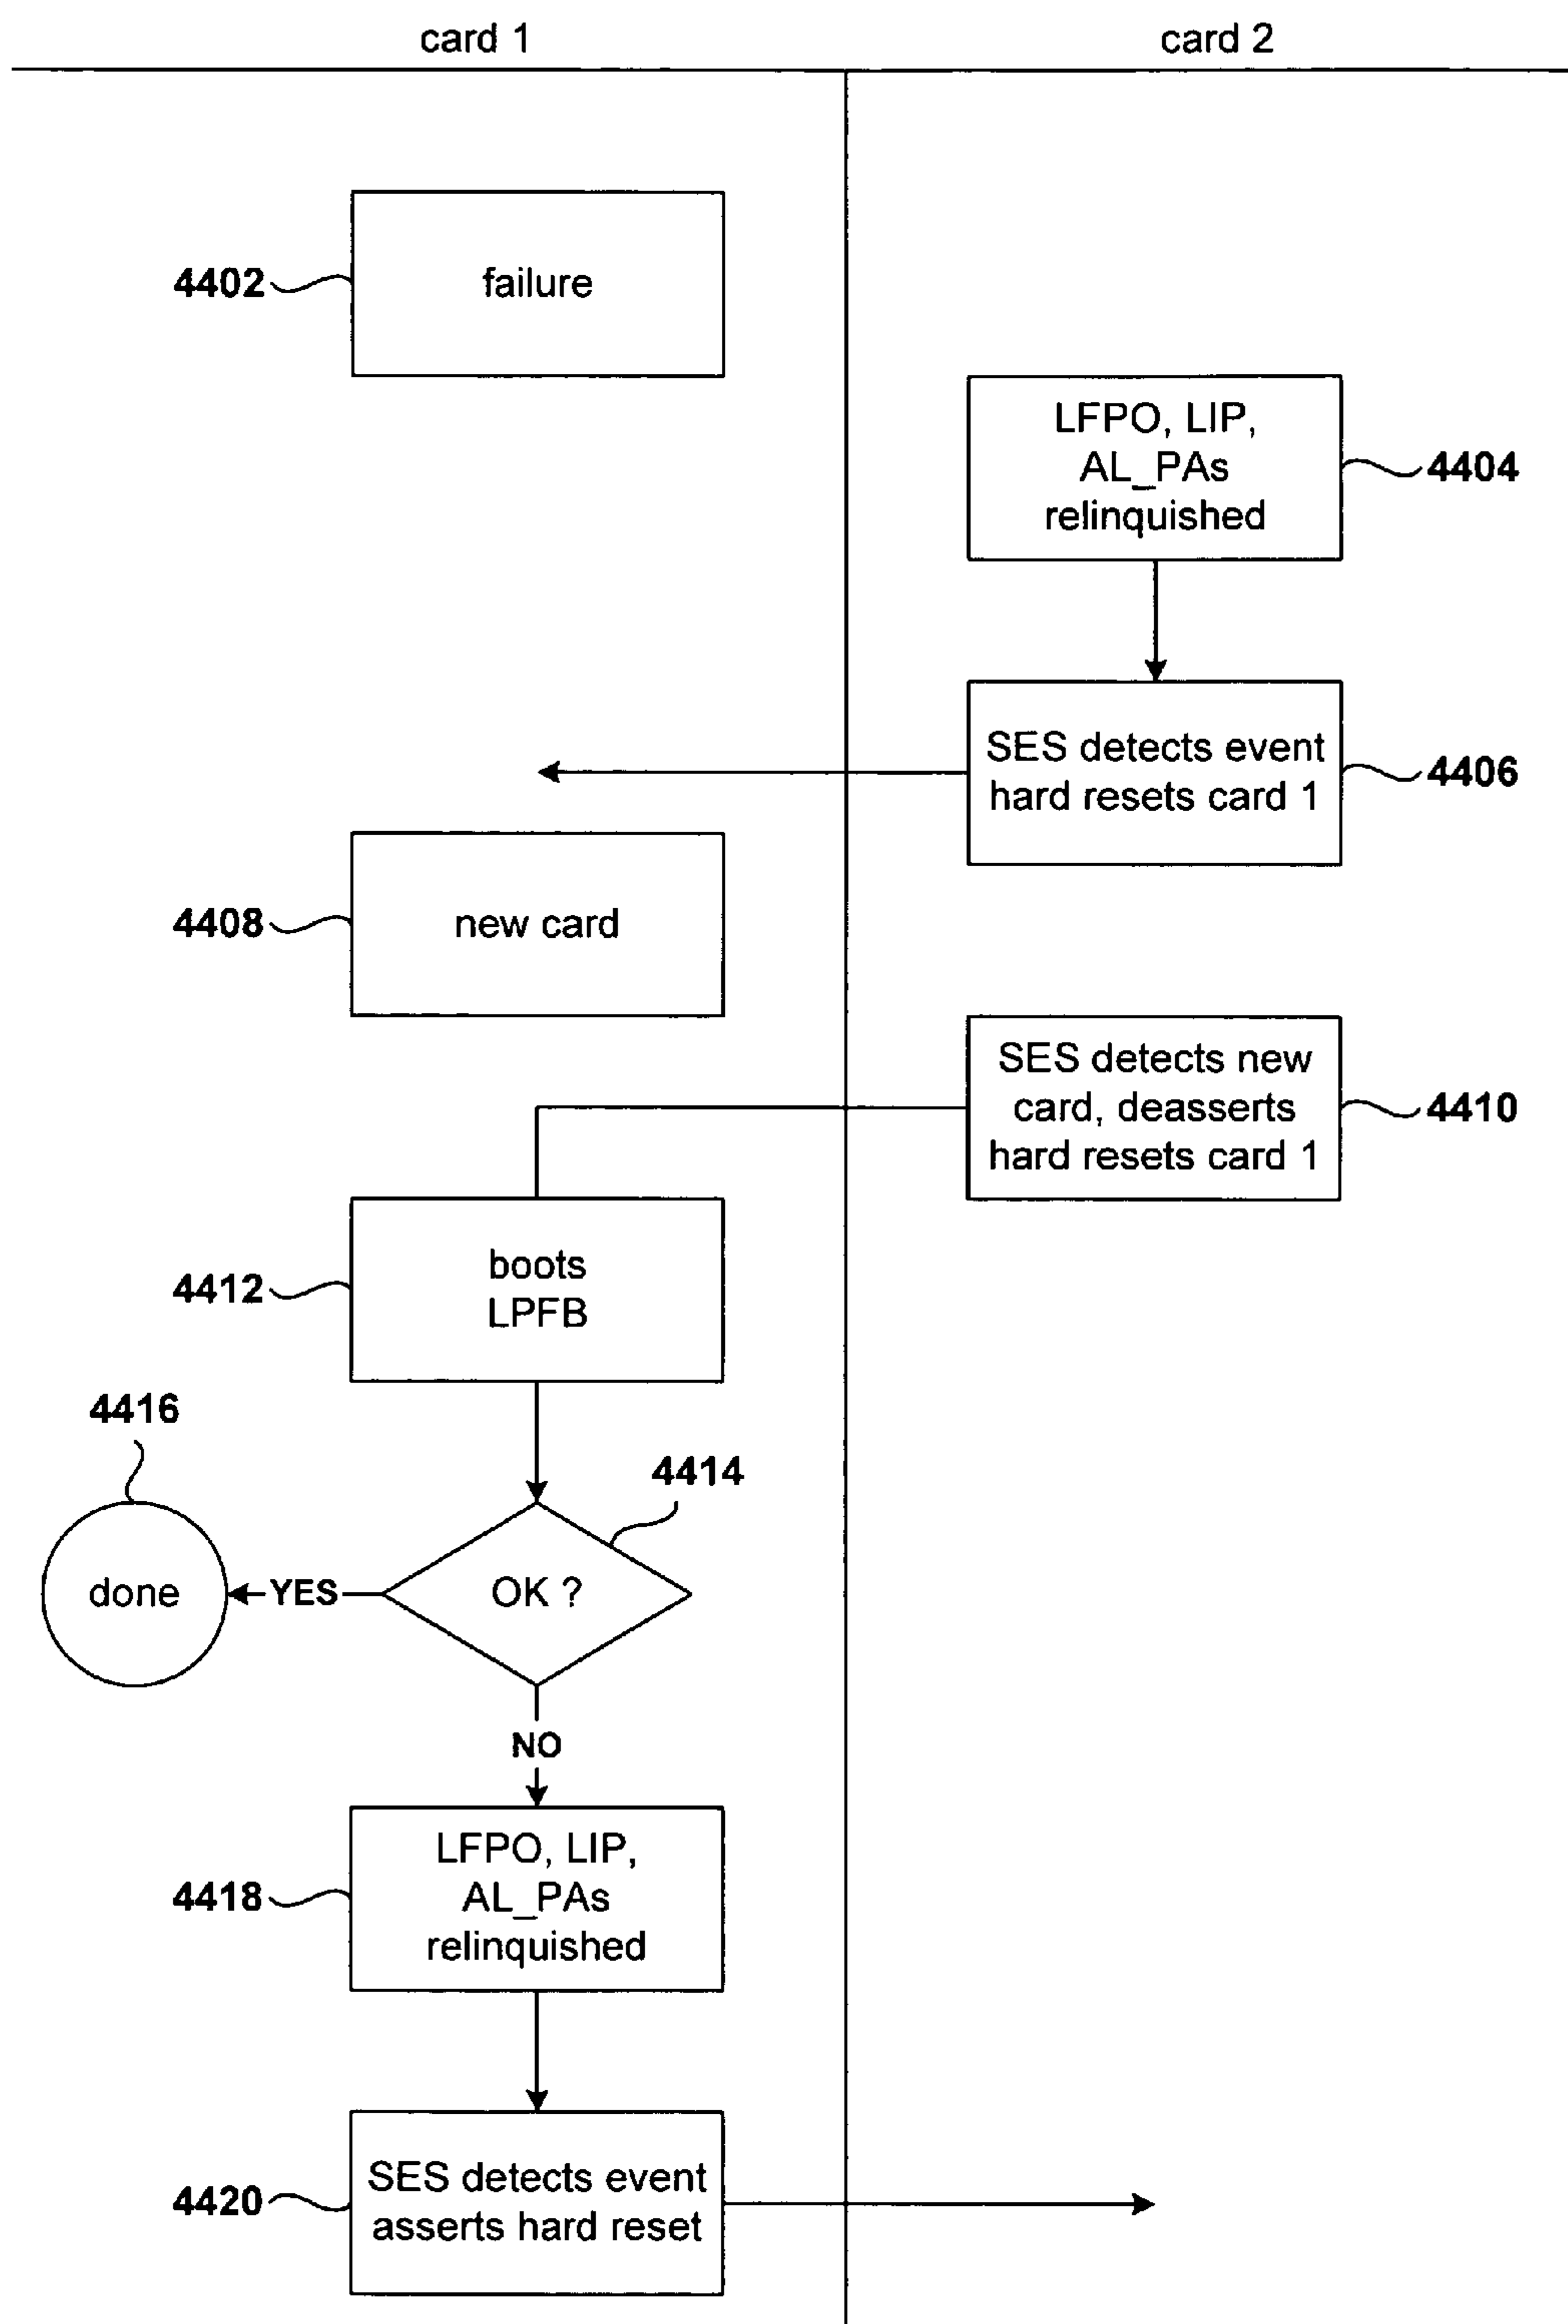 card 1
card 2
4402
failure
LFPO, LIP,
AL_PAs
relinquished
4404
SES detects event
hard resets card 1
4406
4408
new card
SES detects new
card, deasserts
hard resets card 1
4410
4412
boots
LPFB
4416
4414
done
YES
OK ?
NO
4418
LFPO, LIP,
AL_PAs
relinquished
4420
SES detects event
asserts hard reset